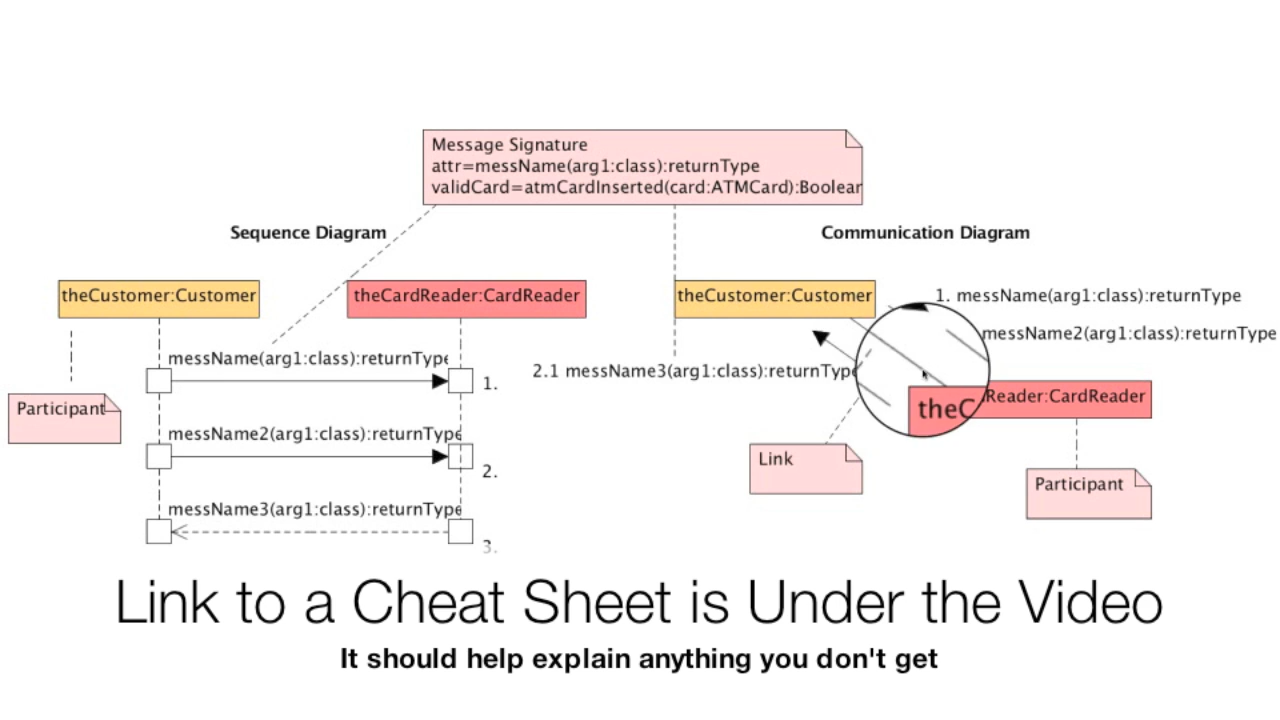 Message Signature
attr=messName(arg1:class):returnType
validCard=atmCardInserted(card:ATMCard):Boolean
Sequence Diagram
Communication Diagram
theCustomer:Customer
theCardReader:CardReader
theCustomer:Customer
1. messName(arg1:class):returnType
messName2(arg1:class):returnType
messName(arg1:class):returnType
1.
2.1 messName3(arg1:class):returnType
Participant
theC
Reader:CardReader
messName2(arg1:class):returnType
2.
Link
Participant
messName3(arg1:class):returnType
3.
Link to a Cheat Sheet is Under the Video
It should help explain anything you don't get